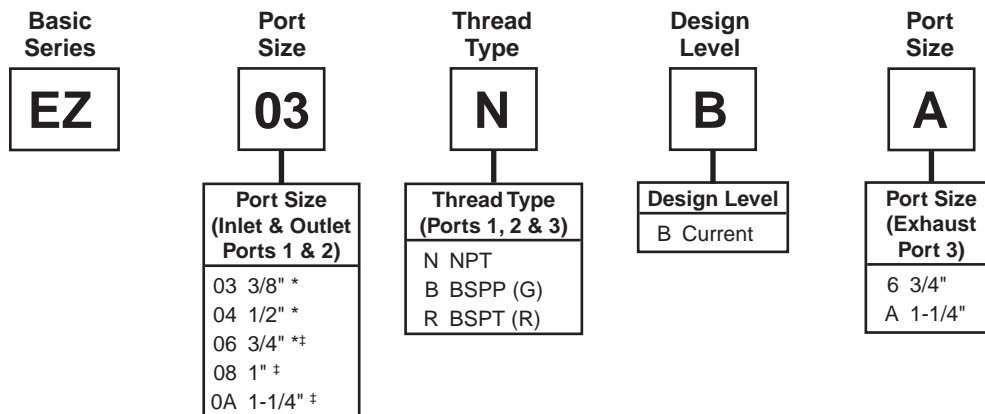 Basic Series
EZ
Port Size
03
Port Size
(Inlet & Outlet
Ports 1 & 2)
03 3/8" *
04 1/2" *
06 3/4" *‡
08 1" ‡
0A 1-1/4" ‡
Thread Type
N
Thread Type
(Ports 1, 2 & 3)
N NPT
B BSPP (G)
R BSPT (R)
Design Level
B
Design Level
B Current
Port Size
A
Port Size
(Exhaust
Port 3)
6 3/4"
A 1-1/4"